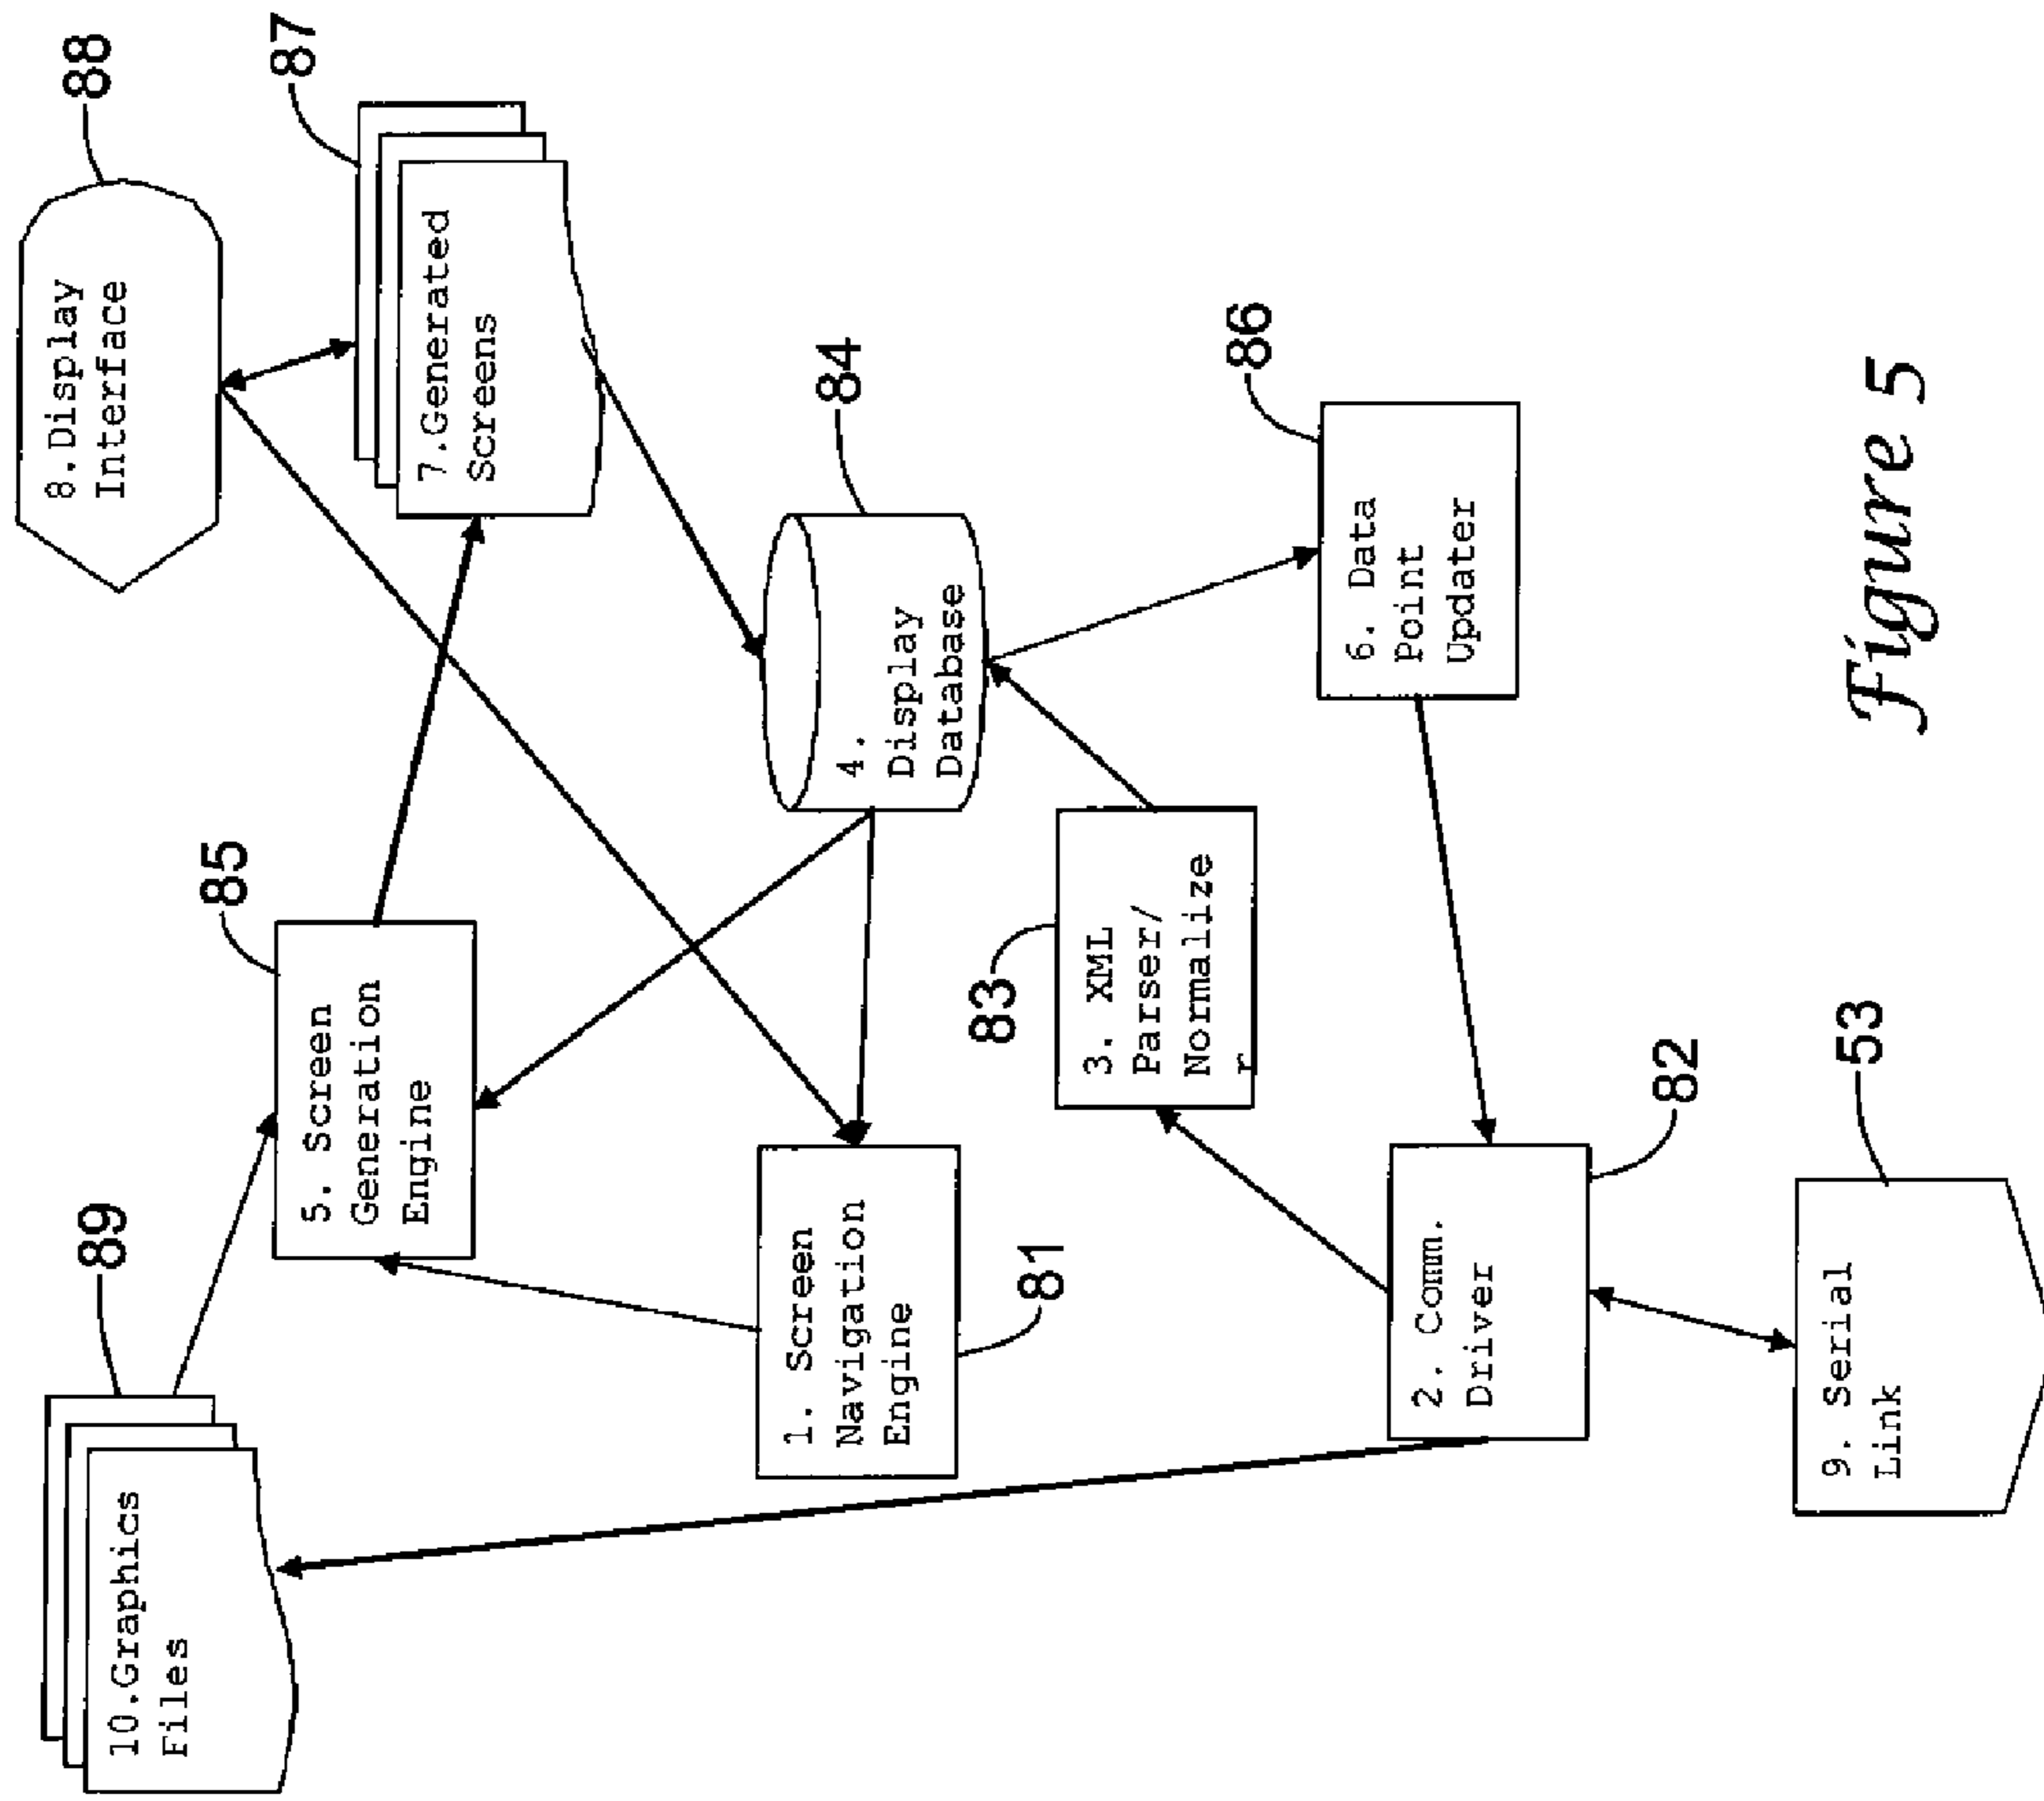 89
10.Graphics
Files
85
5. Screen
Generation
Engine
88
8.Display
Interface
87
7.Generated
Screens
1. Screen
Navigation
Engine
81
84
4.
Display
Database
83
3. XML
Parser/
Normalize
r
86
6. Data
Point
Updater
2. Comm.
Driver
82
9. Serial
Link
53
Figure 5